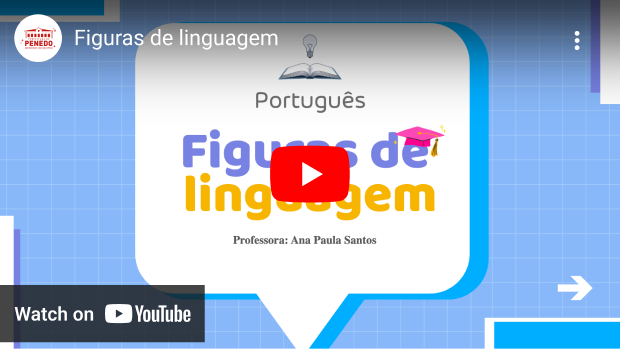 PENEDO
Figuras de linguagem
Português
Figuras de
linguagem
Professora: Ana Paula Santos
Watch on YouTube